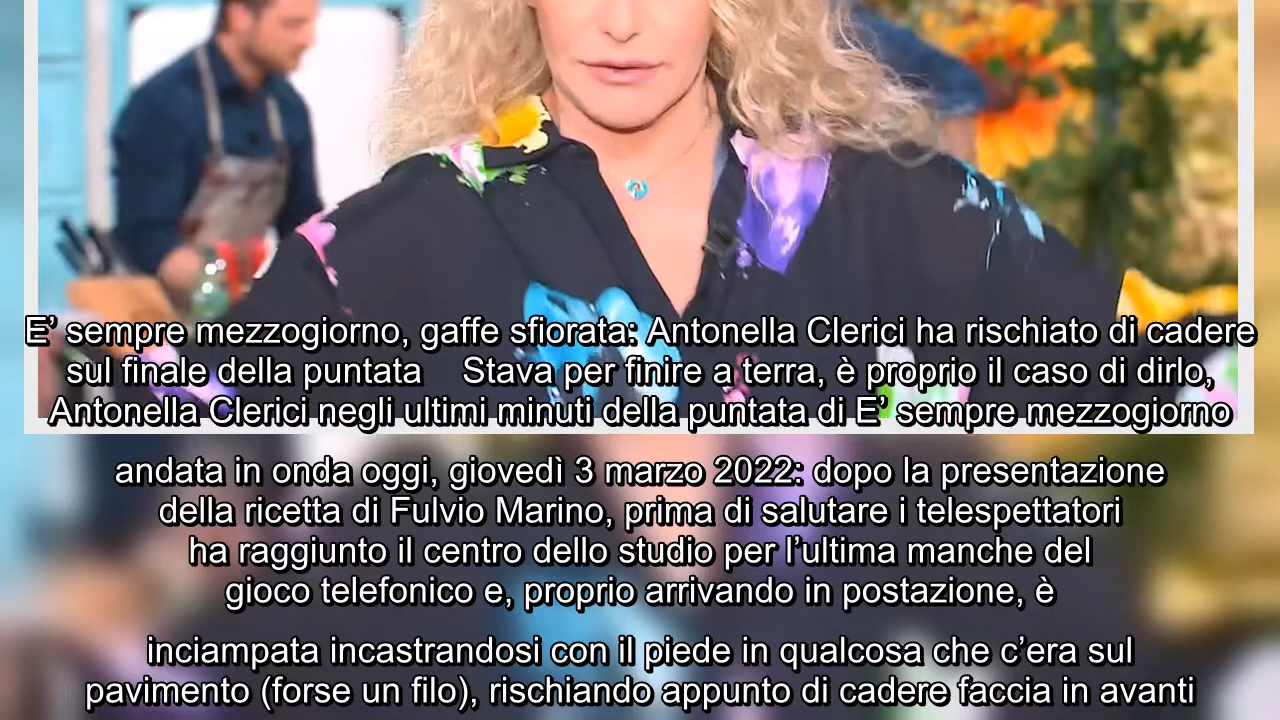 E’ sempre mezzogiorno, gaffe sfiorata: Antonella Clerici ha rischiato di cadere
sul finale della puntata    Stava per finire a terra, è proprio il caso di dirlo,
Antonella Clerici negli ultimi minuti della puntata di E’ sempre mezzogiorno
andata in onda oggi, giovedì 3 marzo 2022: dopo la presentazione
della ricetta di Fulvio Marino, prima di salutare i telespettatori
ha raggiunto il centro dello studio per l’ultima manche del
gioco telefonico e, proprio arrivando in postazione, è
inciampata incastrandosi con il piede in qualcosa che c’era sul
pavimento (forse un filo), rischiando appunto di cadere faccia in avanti